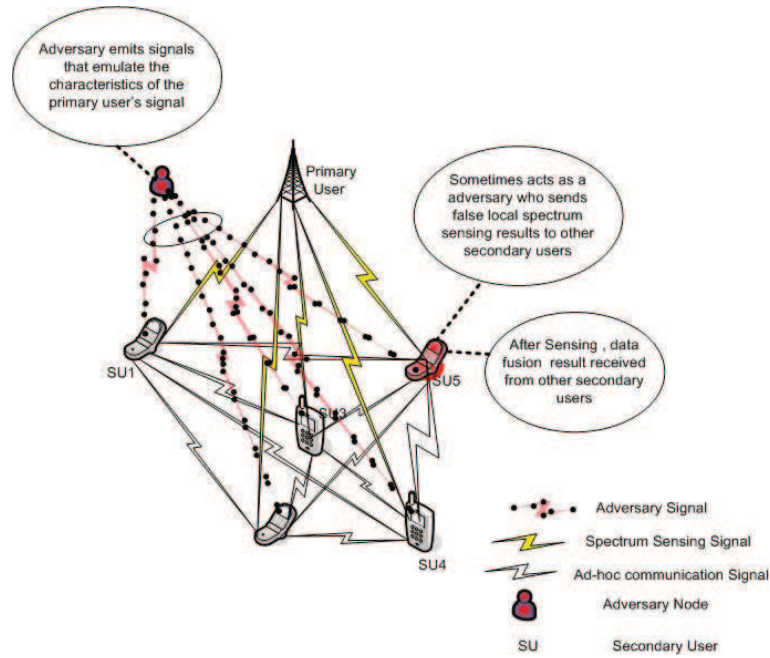 Adversary emits signals
that emulate the
characteristics of the
primary user's signal
Primary
User
Sometimes acts as a
adversary who sends
false local spectrum
sensing results to other
secondary users
After Sensing , data
fusion result received
from other secondary
users
SU1
SU5
SU3
SU4
Adversary Signal
Spectrum Sensing Signal
Ad-hoc communication Signal
Adversary Node
SU Secondary User